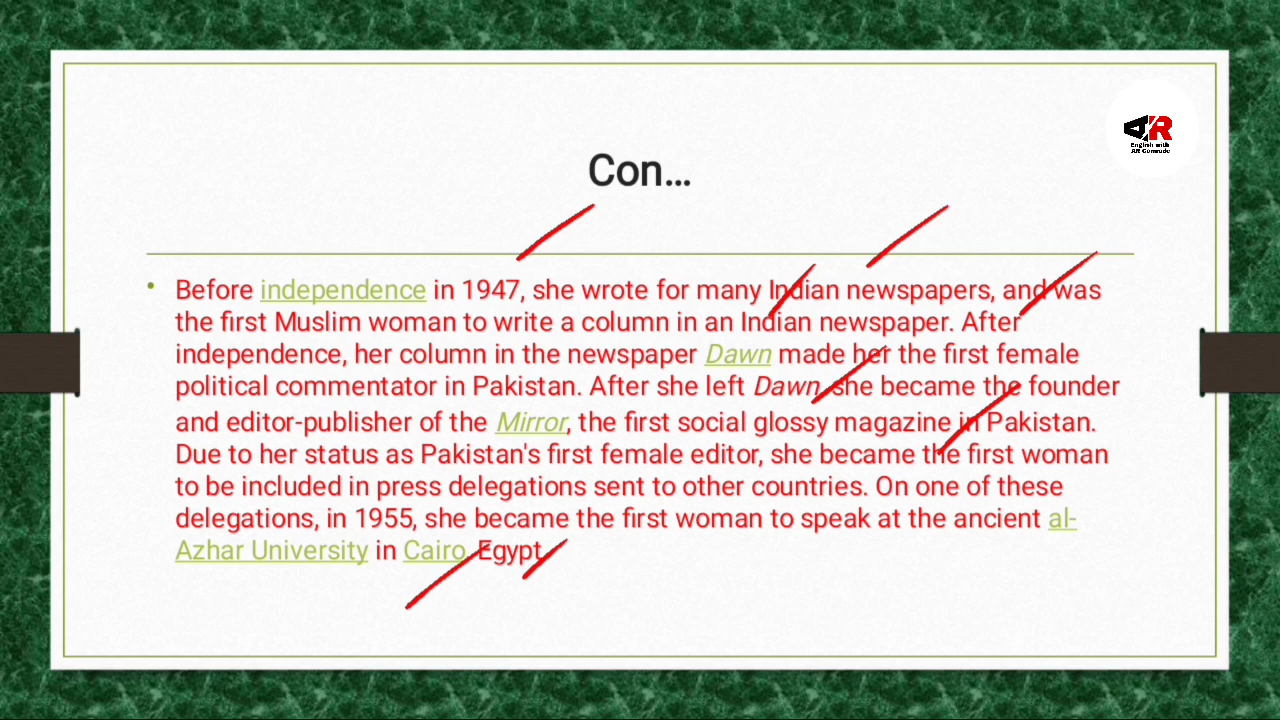 AR
English with
AR Comrade
Con...
• Before independence in 1947, she wrote for many Indian newspapers, and was
the first Muslim woman to write a column in an Indian newspaper. After
independence, her column in the newspaper Dawn made her the first female
political commentator in Pakistan. After she left Dawn, she became the founder
and editor-publisher of the Mirror, the first social glossy magazine in Pakistan.
Due to her status as Pakistan's first female editor, she became the first woman
to be included in press delegations sent to other countries. On one of these
delegations, in 1955, she became the first woman to speak at the ancient al-
Azhar University in Cairo, Egypt.